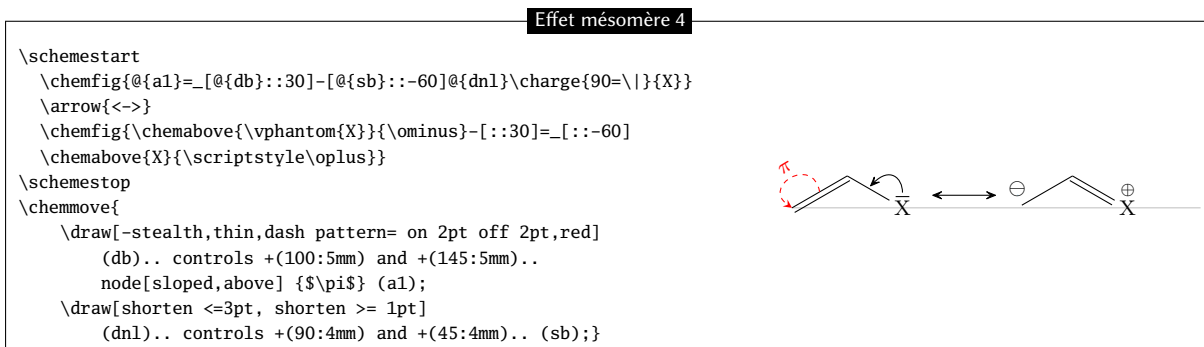 Effet mésomère 4
\schemestart
  \chemfig{@{a1}=_[@{db}::30]-[@{sb}::-60]@{dnl}\charge{90=\|}{X}}
  \arrow{<->}
  \chemfig{\chemabove{\vphantom{X}}{\ominus}-[::30]=_[::-60]
  \chemabove{X}{\scriptstyle\oplus}}
\schemestop
\chemmove{
    \draw[-stealth,thin,dash pattern= on 2pt off 2pt,red]
        (db).. controls +(100:5mm) and +(145:5mm)..
        node[sloped,above] {$\pi$} (a1);
    \draw[shorten <=3pt, shorten >= 1pt]
        (dnl).. controls +(90:4mm) and +(45:4mm).. (sb);}
π
X
⊖
⊕
X